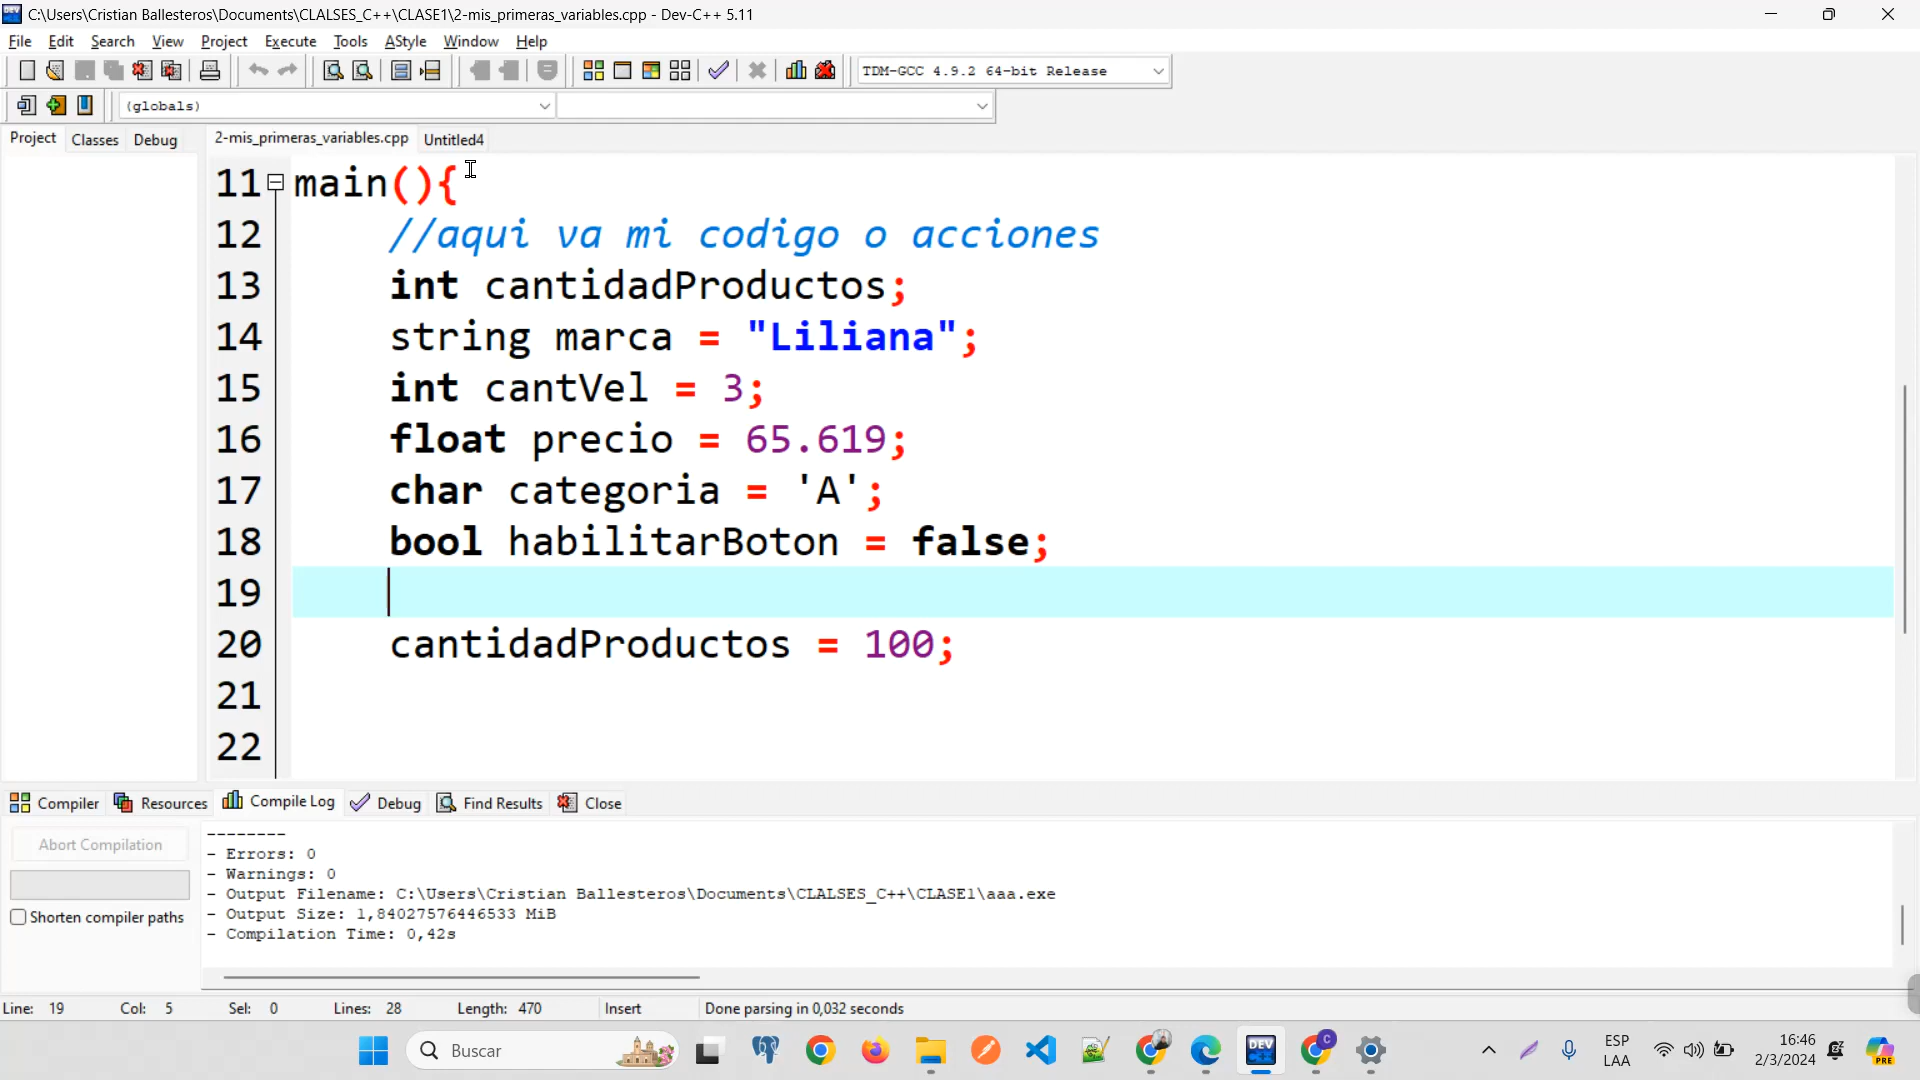 C:\Users\Cristian Ballesteros\Documents\CLALSES_C++\CLASE1\2-mis_primeras_variables.cpp - Dev-C++ 5.11
File Edit Search View Project Execute Tools AStyle Window Help
TDM-GCC 4.9.2 64-bit Release
(globals)
Project Classes Debug 2-mis_primeras_variables.cpp Untitled4
11 main(){
12 //aqui va mi codigo o acciones
13 int cantidadProductos;
14 string marca = "Liliana";
15 int cantVel = 3;
16 float precio = 65.619;
17 char categoria = 'A';
18 bool habilitarBoton = false;
19
20 cantidadProductos = 100;
21
22
Compiler Resources Compile Log Debug Find Results Close
Abort Compilation
Shorten compiler paths
--------
- Errors: 0
- Warnings: 0
- Output Filename: C:\Users\Cristian Ballesteros\Documents\CLALSES_C++\CLASE1\aaa.exe
- Output Size: 1,84027576446533 MiB
- Compilation Time: 0,42s
Line: 19 Col: 5 Sel: 0 Lines: 28 Length: 470 Insert Done parsing in 0,032 seconds
Buscar
DEV
C
ESP
LAA
16:46
2/3/2024
PRE